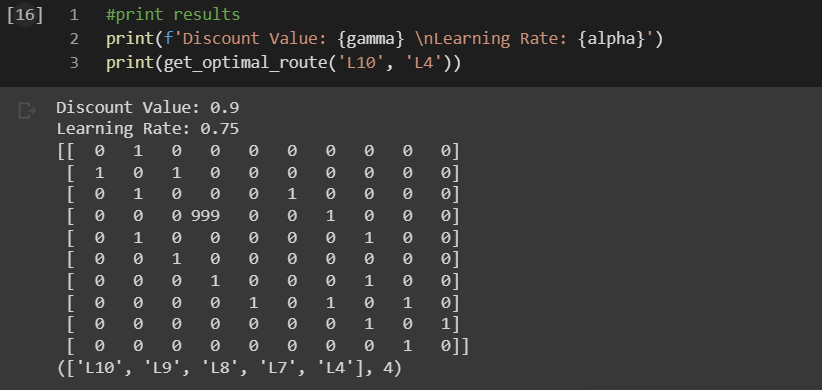 [16] 1 #print results
2 print(f'Discount Value: {gamma} \nLearning Rate: {alpha}')
3 print(get_optimal_route('L10', 'L4'))
Discount Value: 0.9
Learning Rate: 0.75
[[ 0 1 0 0 0 0 0 0 0 0]
[ 1 0 1 0 0 0 0 0 0 0]
[ 0 1 0 0 0 1 0 0 0 0]
[ 0 0 0 999 0 0 1 0 0 0]
[ 0 1 0 0 0 0 0 1 0 0]
[ 0 0 1 0 0 0 0 0 0 0]
[ 0 0 0 1 0 0 0 1 0 0]
[ 0 0 0 0 1 0 1 0 1 0]
[ 0 0 0 0 0 0 0 1 0 1]
[ 0 0 0 0 0 0 0 0 1 0]]
(['L10', 'L9', 'L8', 'L7', 'L4'], 4)